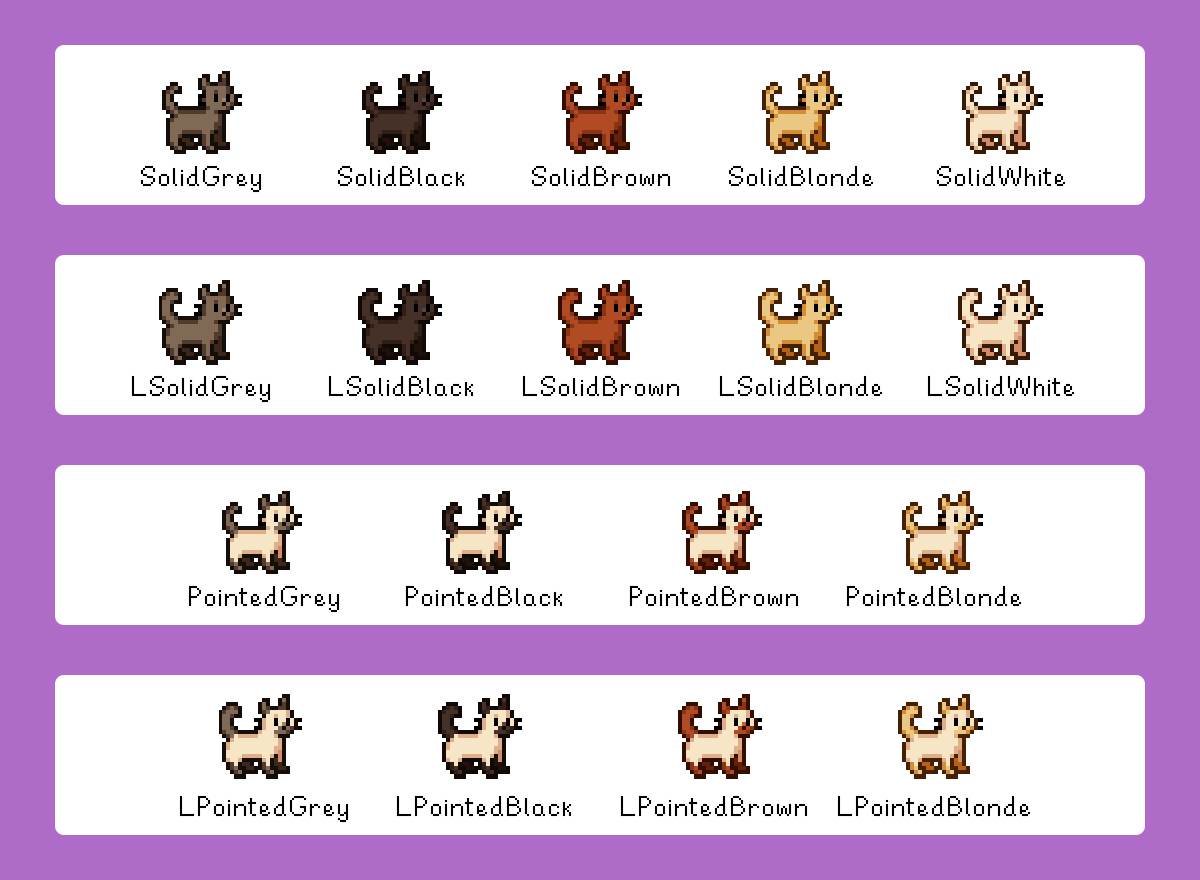 SolidGrey SolidBlack SolidBrown SolidBlonde SolidWhite
LSolidGrey LSolidBlack LSolidBrown LSolidBlonde LSolidWhite
PointedGrey PointedBlack PointedBrown PointedBlonde
LPointedGrey LPointedBlack LPointedBrown LPointedBlonde